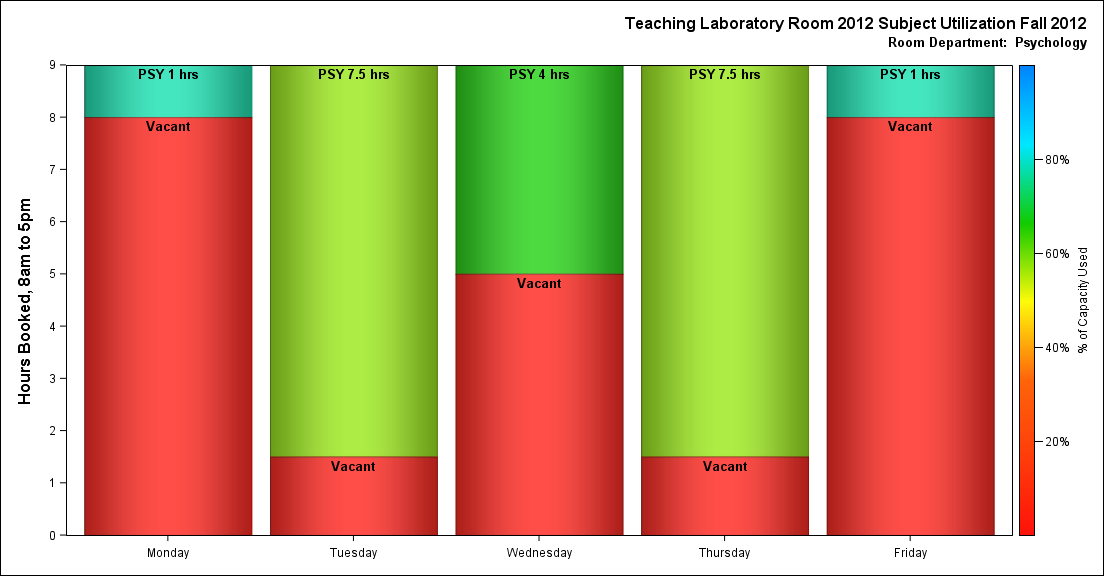 Teaching Laboratory Room 2012 Subject Utilization Fall 2012
Room Department: Psychology
Hours Booked, 8am to 5pm
9
8
7
6
5
4
3
2
1
0
PSY 1 hrs
Vacant
PSY 7.5 hrs
Vacant
PSY 4 hrs
Vacant
PSY 7.5 hrs
Vacant
PSY 1 hrs
Vacant
Monday
Tuesday
Wednesday
Thursday
Friday
80%
60%
40%
20%
% of Capacity Used